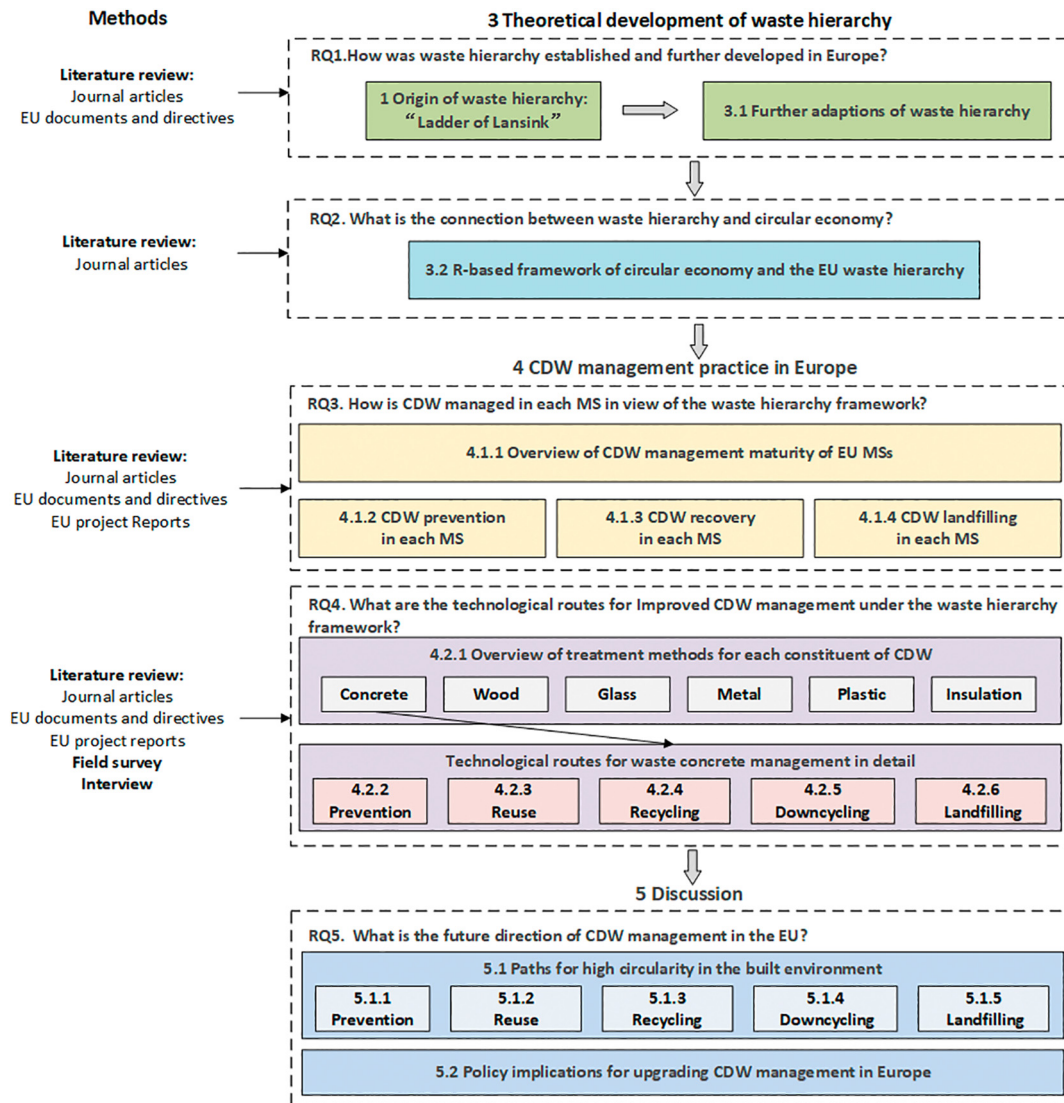 Methods
3 Theoretical development of waste hierarchy
RQ1.How was waste hierarchy established and further developed in Europe?
Literature review:
Journal articles
EU documents and directives
1 Origin of waste hierarchy:
“Ladder of Lansink”
3.1 Further adaptions of waste hierarchy
RQ2. What is the connection between waste hierarchy and circular economy?
Literature review:
Journal articles
3.2 R-based framework of circular economy and the EU waste hierarchy
4 CDW management practice in Europe
RQ3. How is CDW managed in each MS in view of the waste hierarchy framework?
Literature review:
Journal articles
EU documents and directives
EU project Reports
4.1.1 Overview of CDW management maturity of EU MSs
4.1.2 CDW prevention
in each MS
4.1.3 CDW recovery
in each MS
4.1.4 CDW landfilling
in each MS
RQ4. What are the technological routes for Improved CDW management under the waste hierarchy
framework?
Literature review:
Journal articles
EU documents and directives
EU project reports
Field survey
Interview
4.2.1 Overview of treatment methods for each constituent of CDW
Concrete
Wood
Glass
Metal
Plastic
Insulation
Technological routes for waste concrete management in detail
4.2.2
Prevention
4.2.3
Reuse
4.2.4
Recycling
4.2.5
Downcycling
4.2.6
Landfilling
5 Discussion
RQ5. What is the future direction of CDW management in the EU?
5.1 Paths for high circularity in the built environment
5.1.1
Prevention
5.1.2
Reuse
5.1.3
Recycling
5.1.4
Downcycling
5.1.5
Landfilling
5.2 Policy implications for upgrading CDW management in Europe